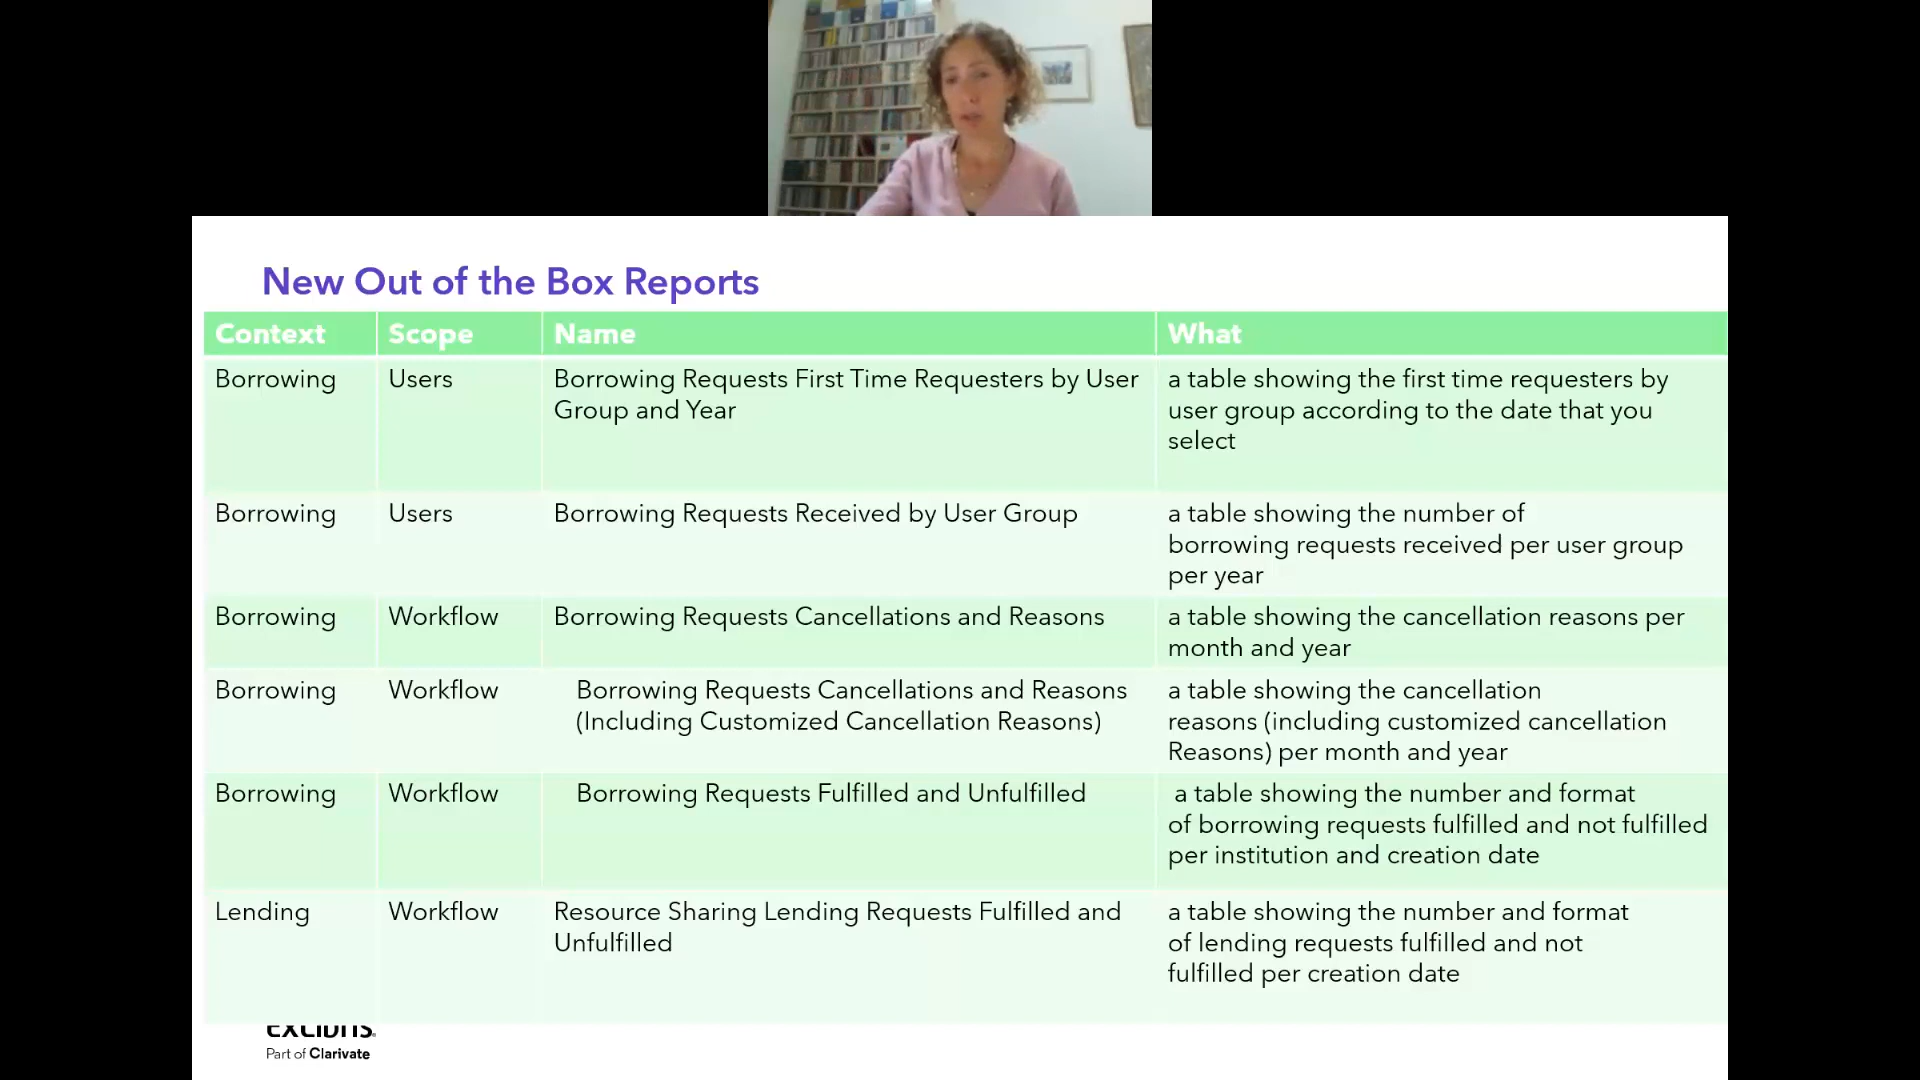 New Out of the Box Reports
Context Scope Name What
Borrowing Users Borrowing Requests First Time Requesters by User a table showing the first time requesters by
Group and Year user group according to the date that you
select
Borrowing Users Borrowing Requests Received by User Group a table showing the number of
borrowing requests received per user group
per year
Borrowing Workflow Borrowing Requests Cancellations and Reasons a table showing the cancellation reasons per
month and year
Borrowing Workflow Borrowing Requests Cancellations and Reasons a table showing the cancellation
(Including Customized Cancellation Reasons) reasons (including customized cancellation
Reasons) per month and year
Borrowing Workflow Borrowing Requests Fulfilled and Unfulfilled a table showing the number and format
of borrowing requests fulfilled and not fulfilled
per institution and creation date
Lending Workflow Resource Sharing Lending Requests Fulfilled and a table showing the number and format
Unfulfilled of lending requests fulfilled and not
fulfilled per creation date
ExLibris.
Part of Clarivate